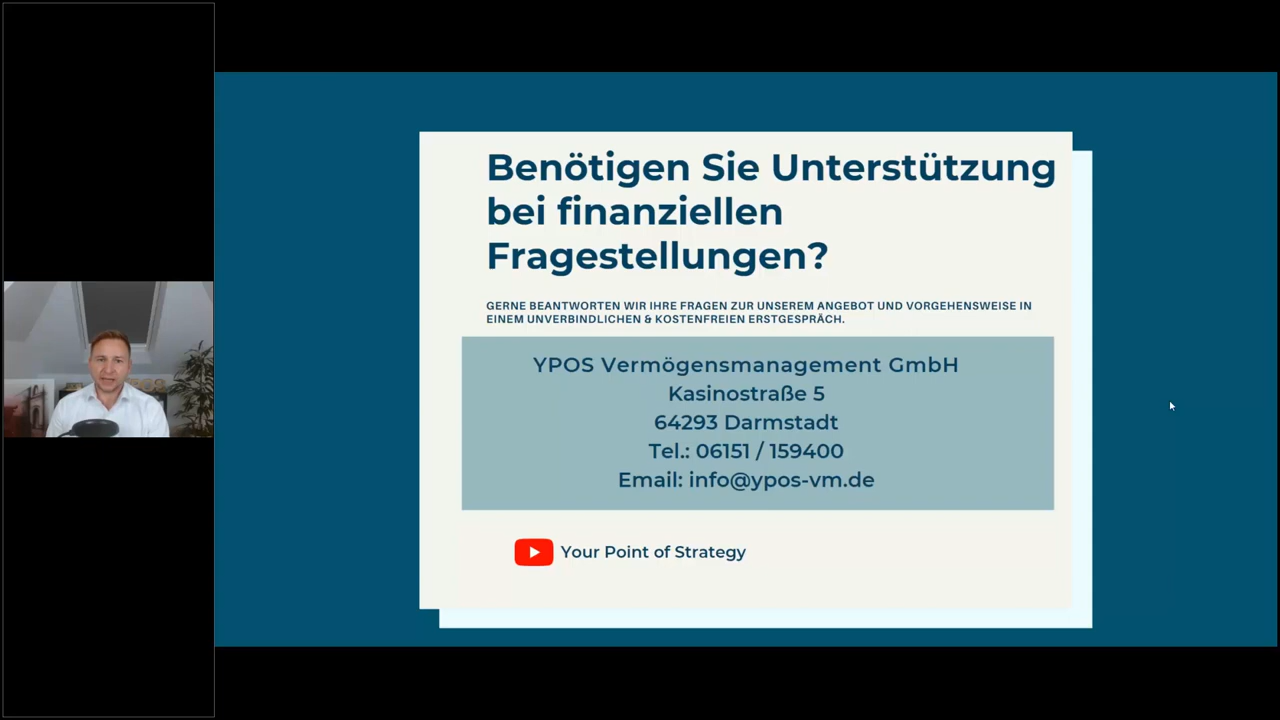 Benötigen Sie Unterstützung
bei finanziellen
Fragestellungen?
GERNE BEANTWORTEN WIR IHRE FRAGEN ZUR UNSEREM ANGEBOT UND VORGEHENSWEISE IN
EINEM UNVERBINDLICHEN & KOSTENFREIEN ERSTGESPRÄCH.
YPOS Vermögensmanagement GmbH
Kasinostraße 5
64293 Darmstadt
Tel.: 06151 / 159400
Email: info@ypos-vm.de
Your Point of Strategy